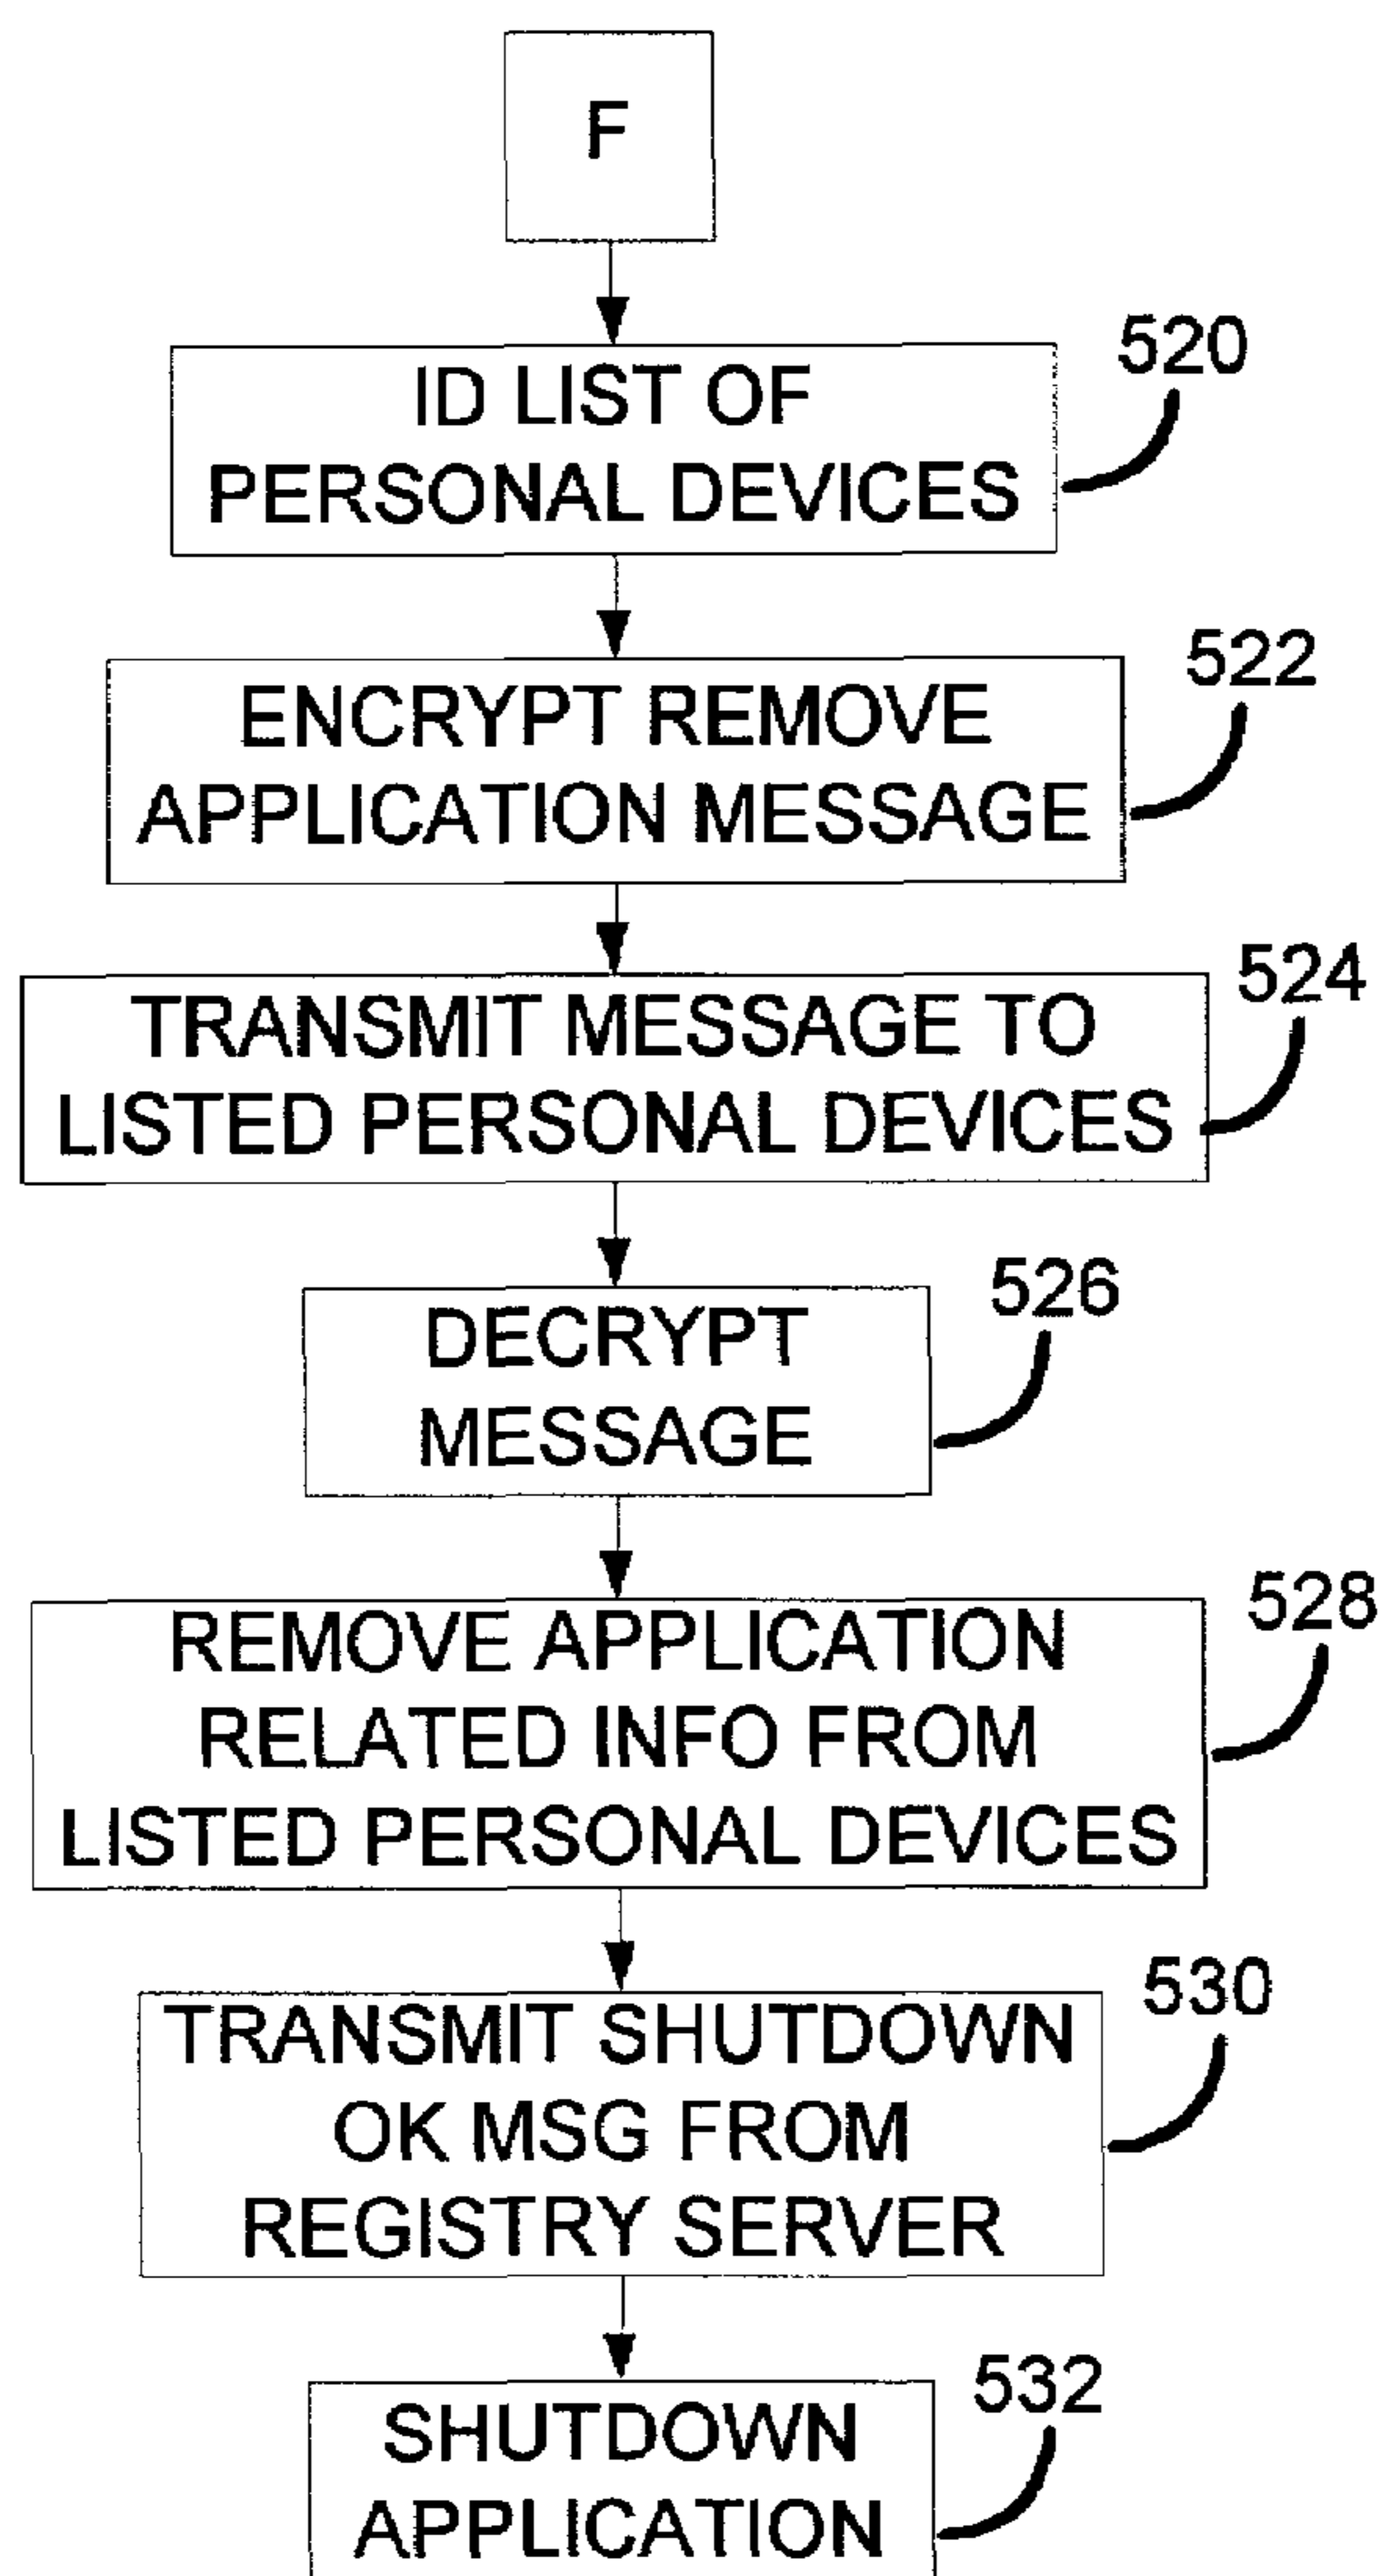 F
520
ID LIST OF
PERSONAL DEVICES
522
ENCRYPT REMOVE
APPLICATION MESSAGE
524
TRANSMIT MESSAGE TO
LISTED PERSONAL DEVICES
526
DECRYPT
MESSAGE
528
REMOVE APPLICATION
RELATED INFO FROM
LISTED PERSONAL DEVICES
530
TRANSMIT SHUTDOWN
OK MSG FROM
REGISTRY SERVER
532
SHUTDOWN
APPLICATION